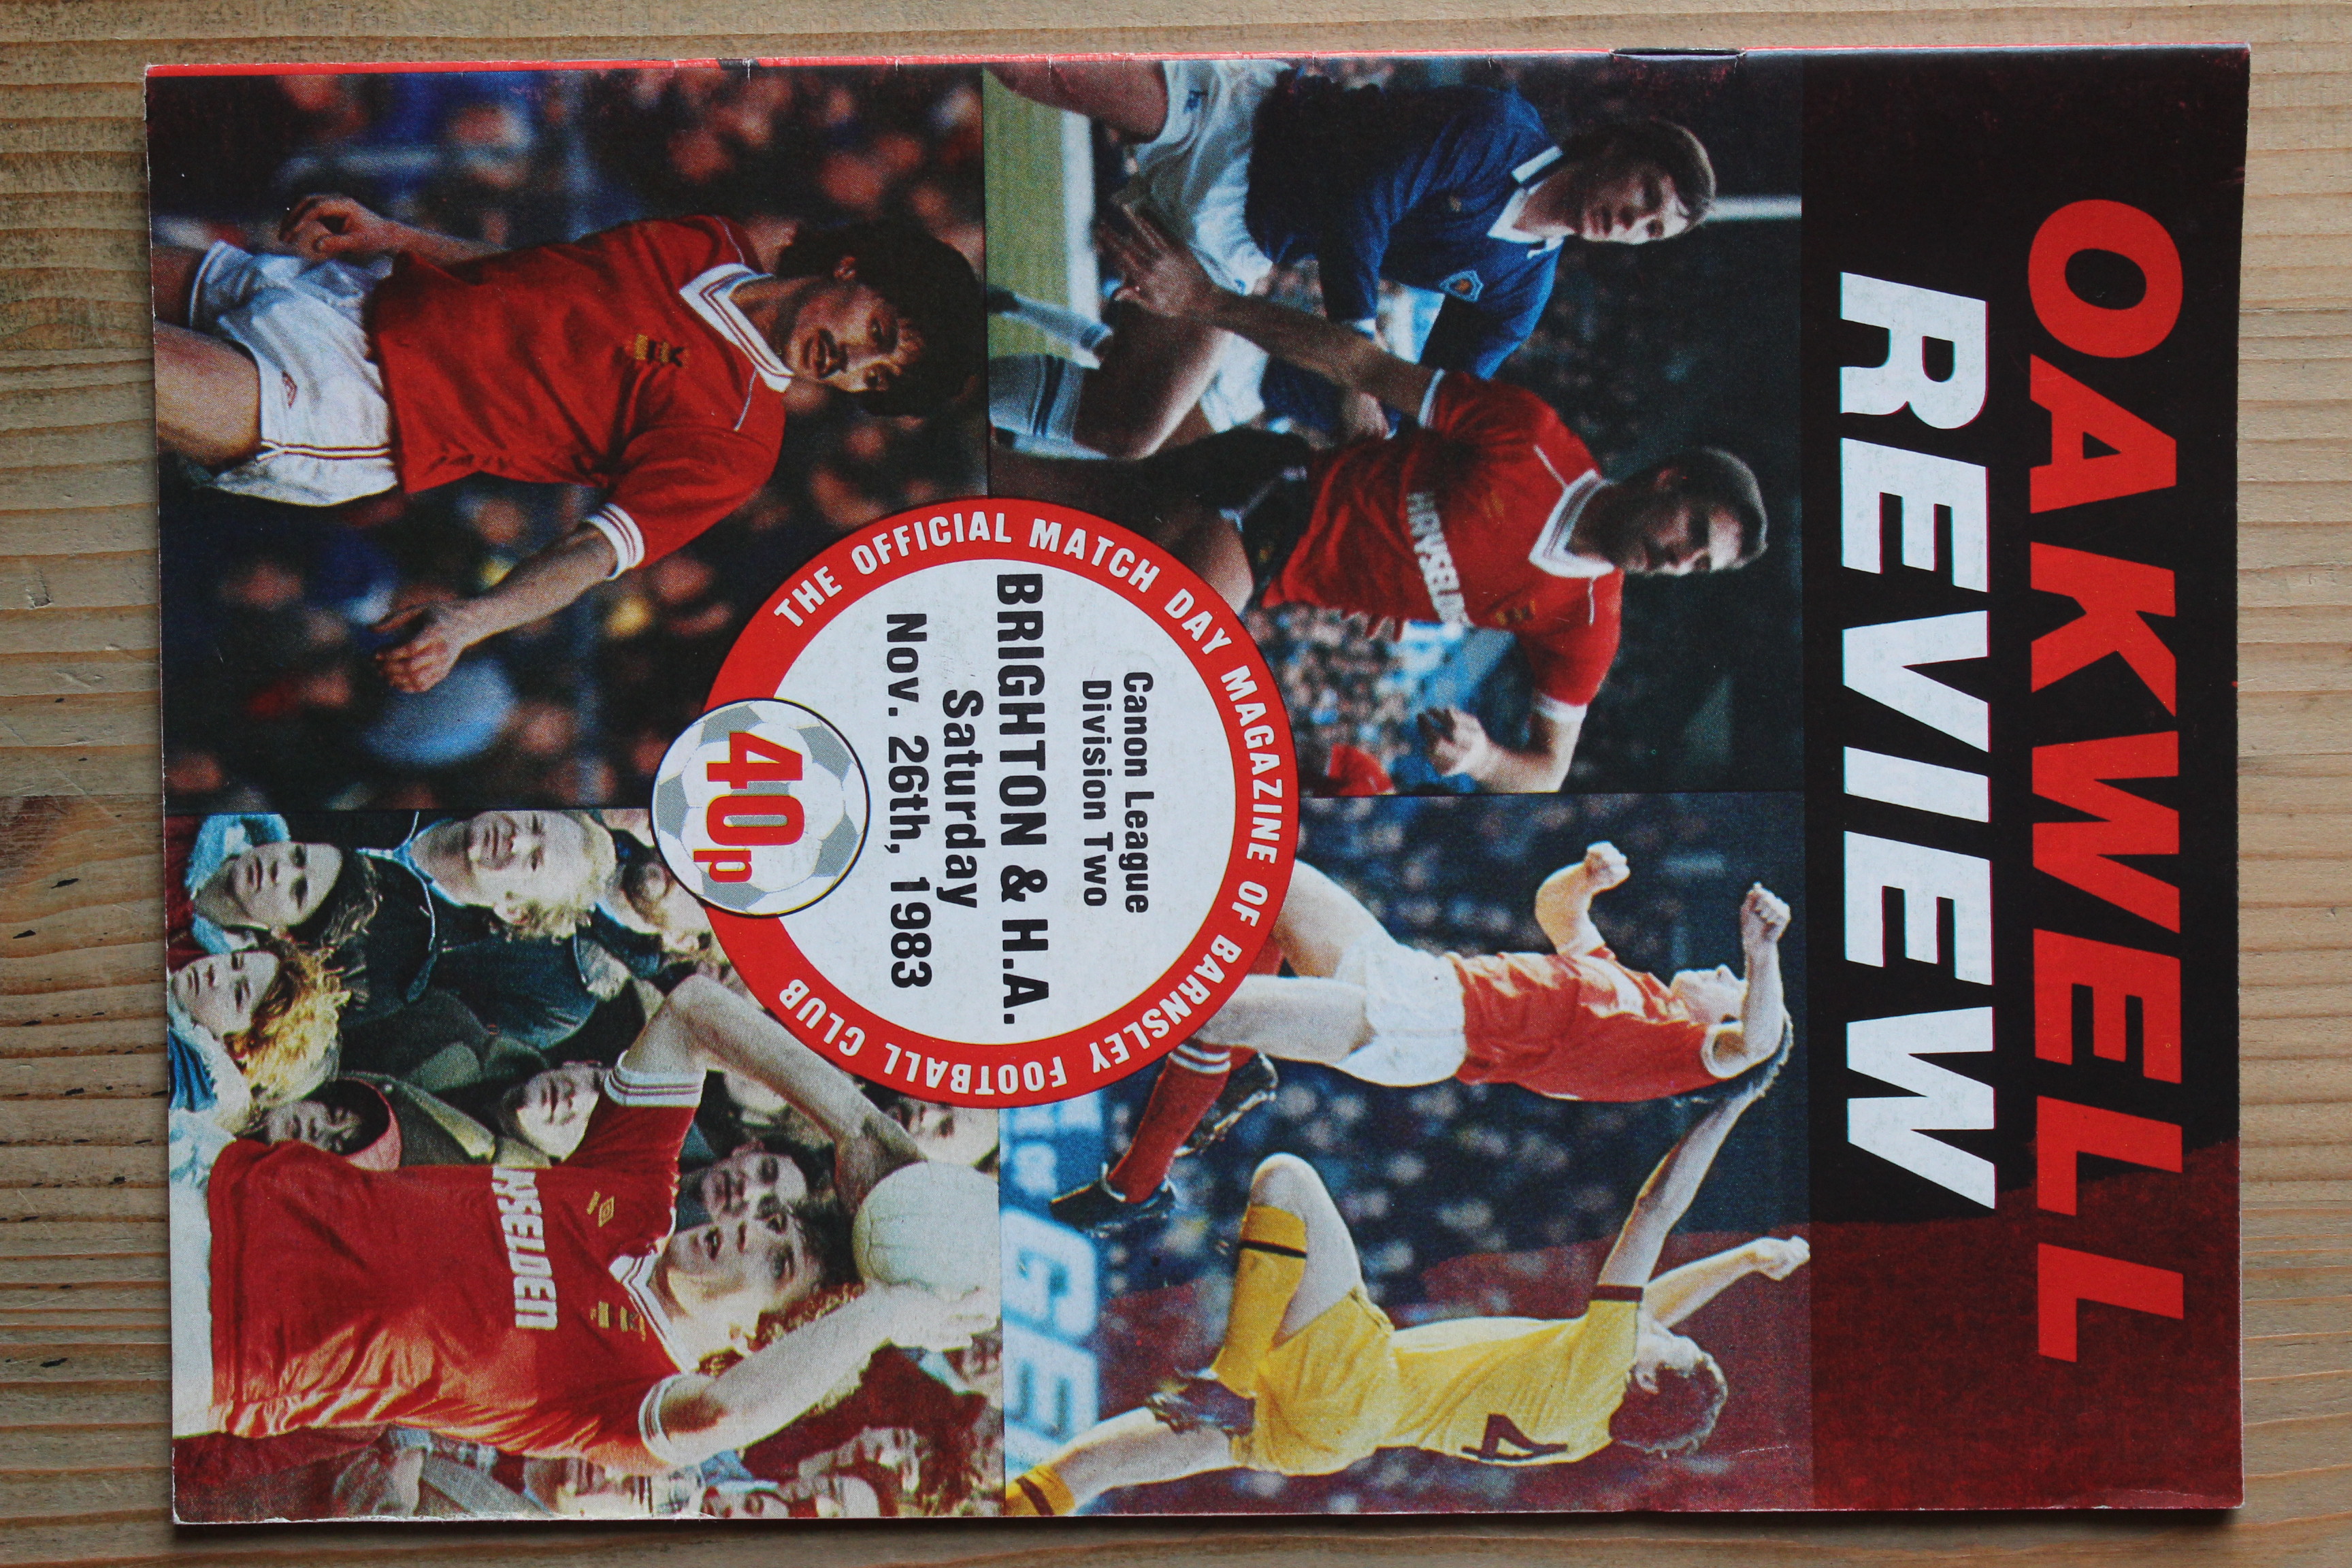 OAKWELL
REVIEW
THE OFFICIAL MATCH DAY MAGAZINE OF BARNSLEY FOOTBALL CLUB
Canon League
Division Two
BRIGHTON & H.A.
Saturday
Nov. 26th, 1983
40p
4